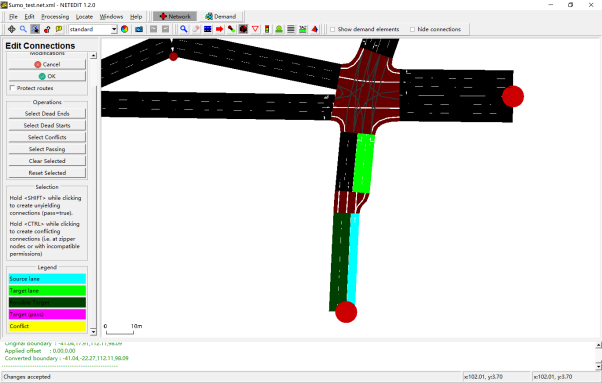 Sumo_test.net.xml - NETEDIT 1.2.0
File Edit Processing Locate Windows Help Network Demand
standard Show demand elements hide connections
Edit Connections
Modifications
Cancel
OK
Protect routes
Operations
Select Dead Ends
Select Dead Starts
Select Conflicts
Select Passing
Clear Selected
Reset Selected
Selection
Hold <SHIFT> while clicking
to create unyielding
connections (pass=true).
Hold <CTRL> while clicking
to create conflicting
connections (i.e. at zipper
nodes or with incompatible
permissions)
Legend
Source lane
Target lane
Possible Target
Target (pass)
Conflict
0 10m
Original boundary : -41.04,17.91,112.11,98.09
Applied offset : 0.00,0.00
Converted boundary : -41.04,-22.27,112.11,98.09
Changes accepted
x:102.01, y:3.70 x:102.01, y:3.70